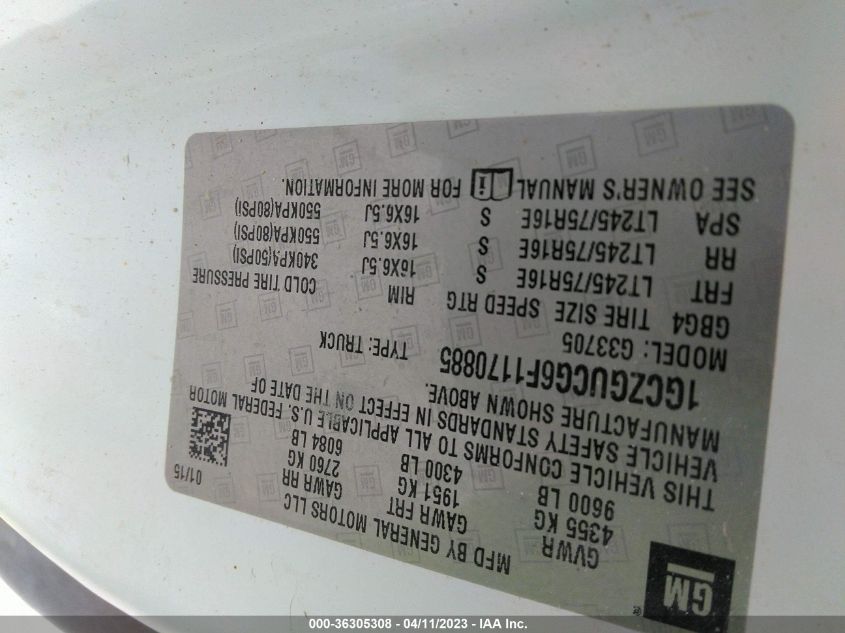 GM
®
MFD BY GENERAL MOTORS LLC
01/15
GVWR GAWR FRT GAWR RR
4355 KG 1951 KG 2760 KG
9600 LB 4300 LB 6084 LB
THIS VEHICLE CONFORMS TO ALL APPLICABLE U.S. FEDERAL MOTOR
VEHICLE SAFETY STANDARDS IN EFFECT ON THE DATE OF
MANUFACTURE SHOWN ABOVE.
1GCZGUCG6F1170885
MODEL: G33705 TYPE: TRUCK
GBG4 TIRE SIZE SPEED RTG RIM COLD TIRE PRESSURE
FRT LT245/75R16E S 16X6.5J 340KPA(50PSI)
RR LT245/75R16E S 16X6.5J 550KPA(80PSI)
SPA LT245/75R16E S 16X6.5J 550KPA(80PSI)
SEE OWNER'S MANUAL i FOR MORE INFORMATION.
000-36305308 - 04/11/2023 - IAA Inc.